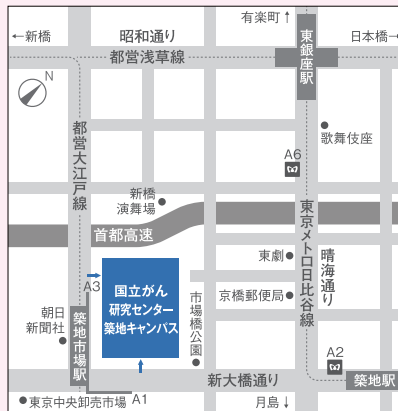 有楽町↑
←新橋
昭和通り
日本橋→
都営浅草線
東銀座駅
N
都営大江戸線
歌舞伎座
A6
新橋
演舞場
首都高速
東京メトロ日比谷線
晴海通り
東劇
A3
国立がん
研究センター
築地キャンパス
市場橋公園
京橋郵便局
朝日
新聞社
築地市場駅
A2
新大橋通り
築地駅
東京中央卸売市場
A1
月島↓